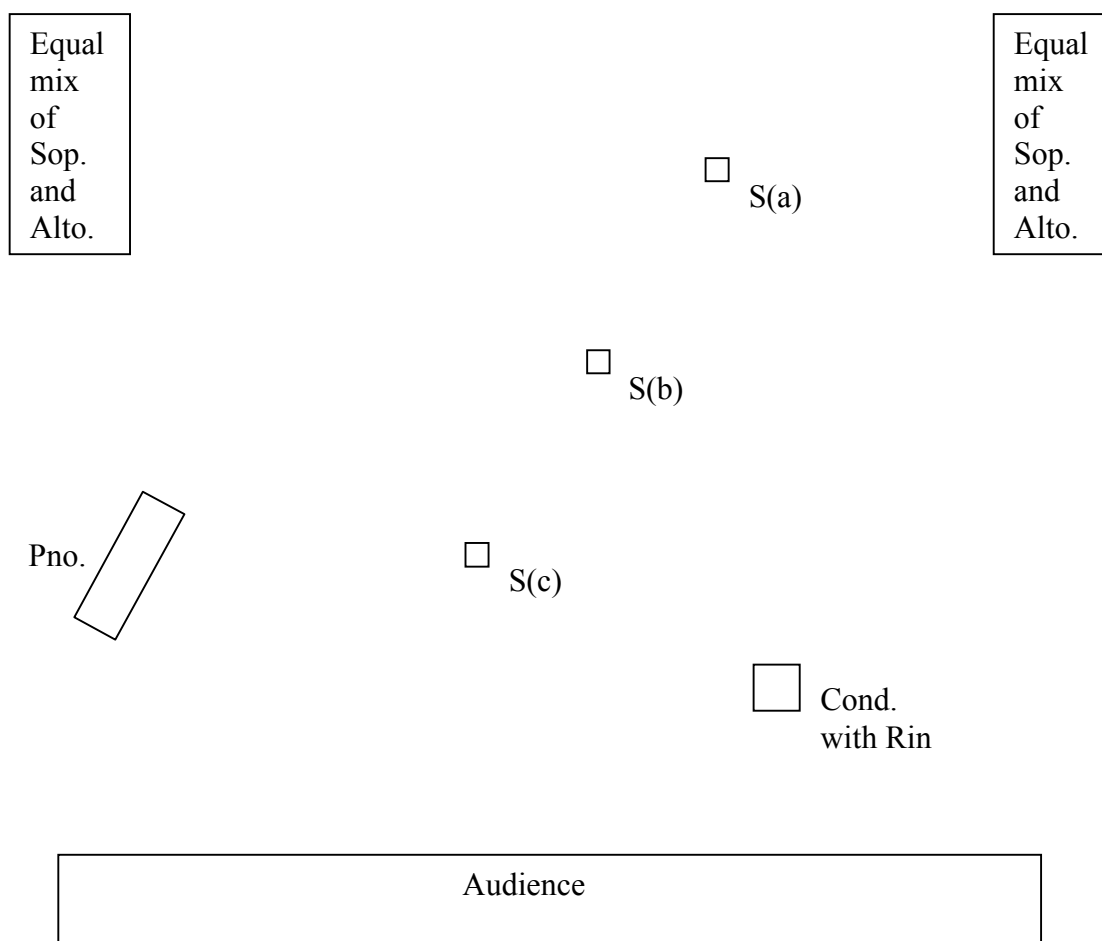 Equal
mix
of
Sop.
and
Alto.
Equal
mix
of
Sop.
and
Alto.
S(a)
S(b)
Pno.
S(c)
Cond.
with Rin
Audience